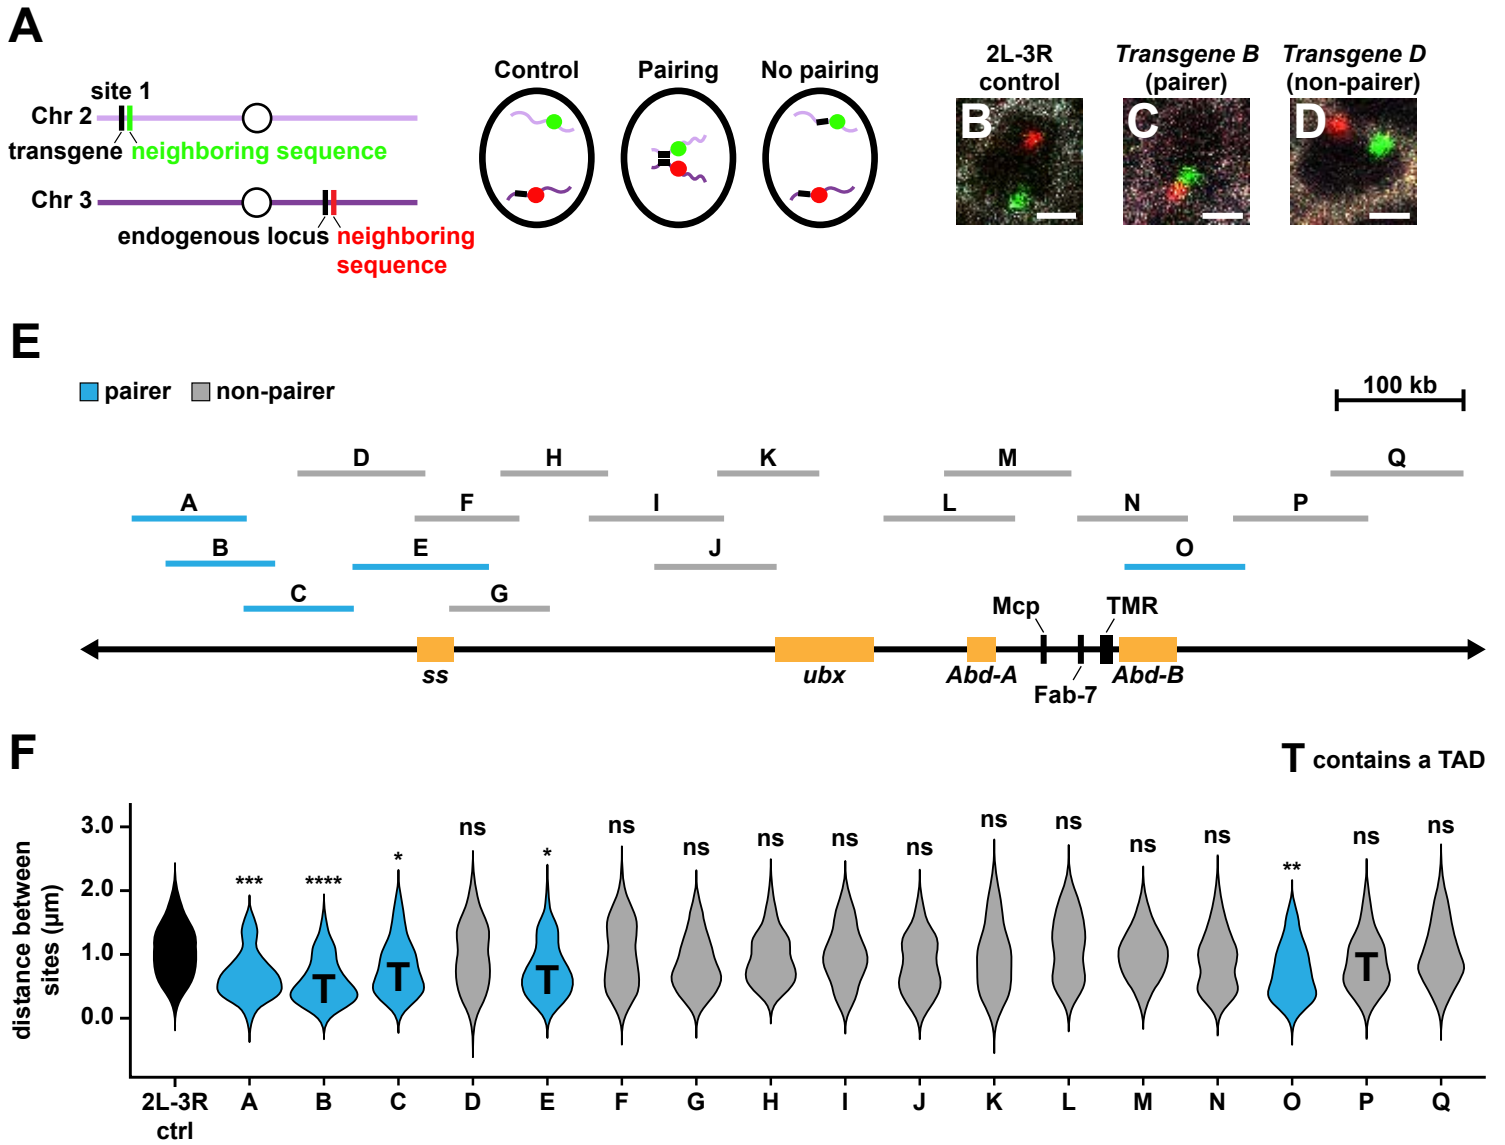 A
site 1
Chr 2
transgene
neighboring sequence
Chr 3
endogenous locus
neighboring
sequence
Control
Pairing
No pairing
2L-3R
control
Transgene B
(pairer)
Transgene D
(non-pairer)
B
C
D
E
pairer
non-pairer
100 kb
D
H
K
M
Q
A
F
I
L
N
P
B
E
J
O
C
G
Mcp
TMR
ss
ubx
Abd-A
Fab-7
Abd-B
F
T contains a TAD
distance between
sites (µm)
3.0
2.0
1.0
0.0
***
****
*
ns
*
ns
ns
ns
ns
ns
ns
ns
ns
ns
**
ns
ns
T
T
T
T
2L-3R
ctrl
A
B
C
D
E
F
G
H
I
J
K
L
M
N
O
P
Q